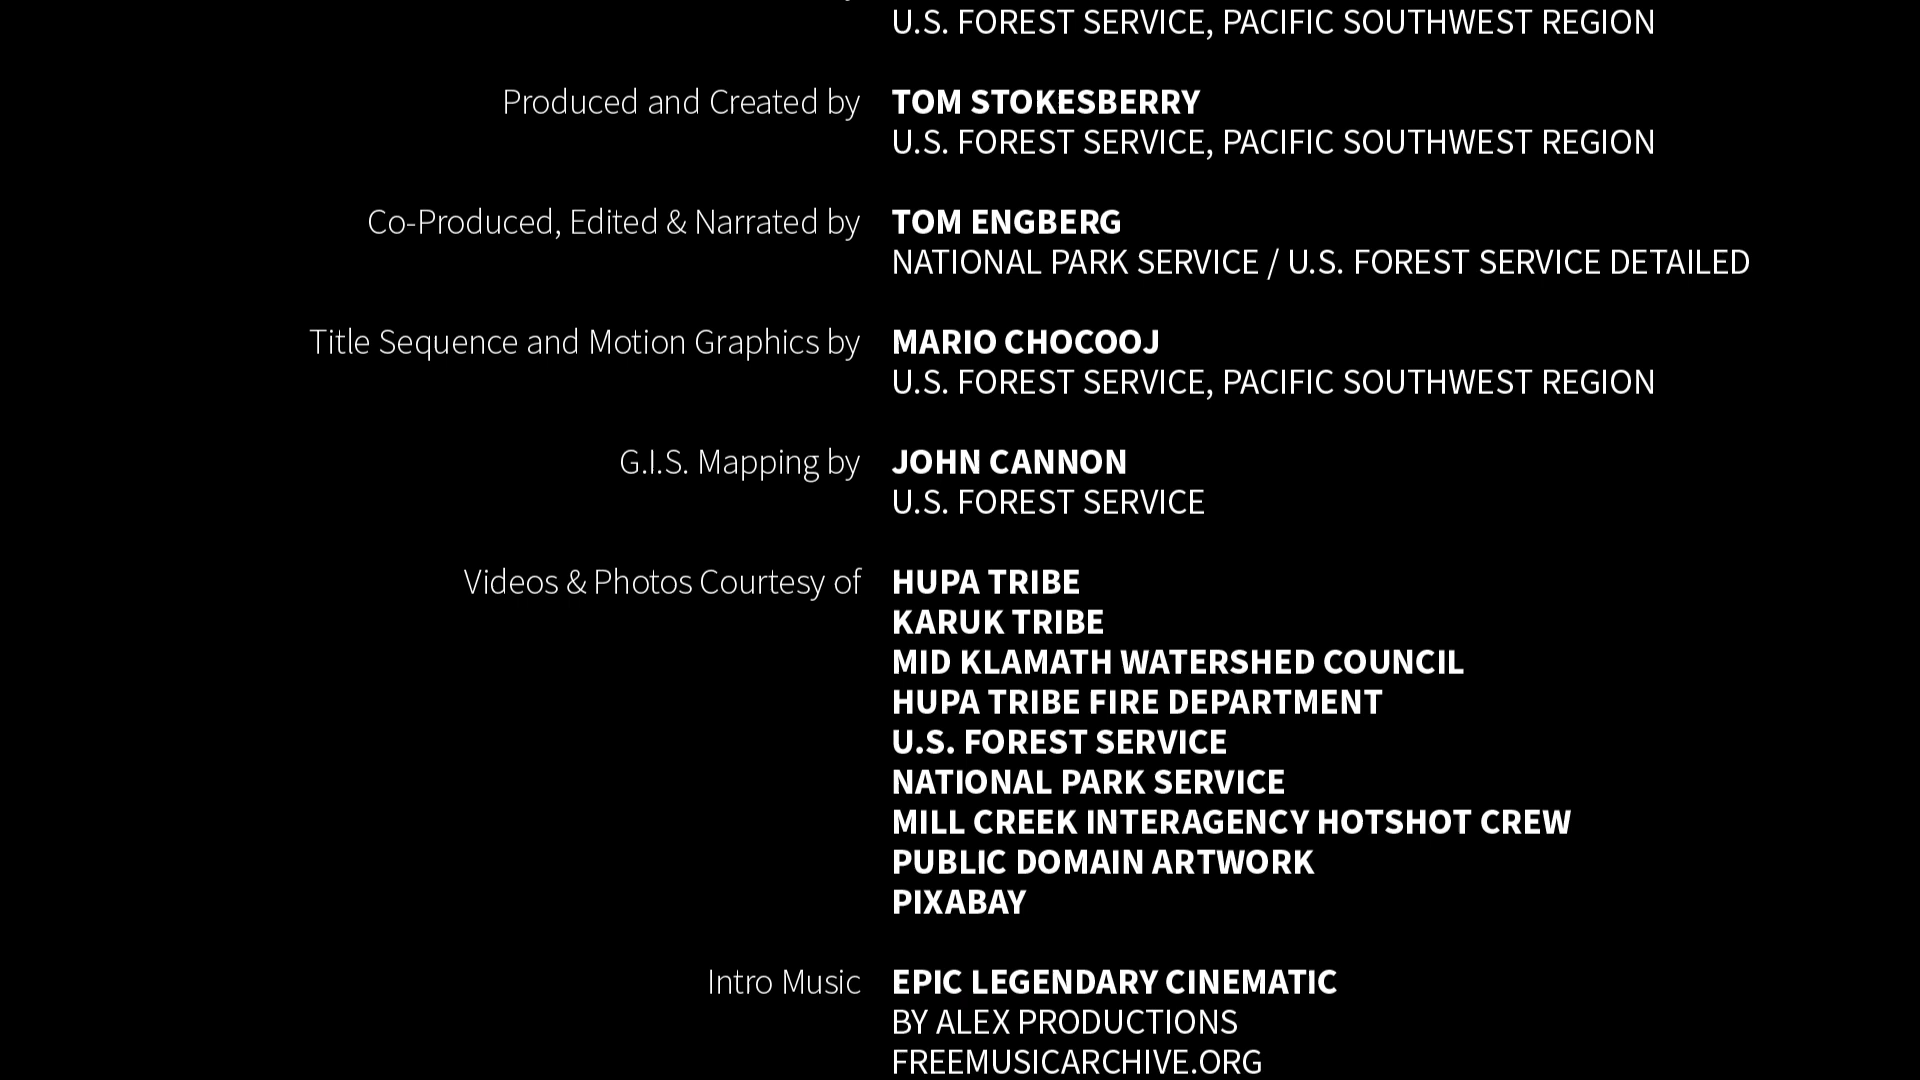 U.S. FOREST SERVICE, PACIFIC SOUTHWEST REGION
Produced and Created by TOM STOKESBERRY
U.S. FOREST SERVICE, PACIFIC SOUTHWEST REGION
Co-Produced, Edited & Narrated by TOM ENGBERG
NATIONAL PARK SERVICE / U.S. FOREST SERVICE DETAILED
Title Sequence and Motion Graphics by MARIO CHOCOOJ
U.S. FOREST SERVICE, PACIFIC SOUTHWEST REGION
G.I.S. Mapping by JOHN CANNON
U.S. FOREST SERVICE
Videos & Photos Courtesy of HUPA TRIBE
KARUK TRIBE
MID KLAMATH WATERSHED COUNCIL
HUPA TRIBE FIRE DEPARTMENT
U.S. FOREST SERVICE
NATIONAL PARK SERVICE
MILL CREEK INTERAGENCY HOTSHOT CREW
PUBLIC DOMAIN ARTWORK
PIXABAY
Intro Music EPIC LEGENDARY CINEMATIC
BY ALEX PRODUCTIONS
FREEMUSICARCHIVE.ORG